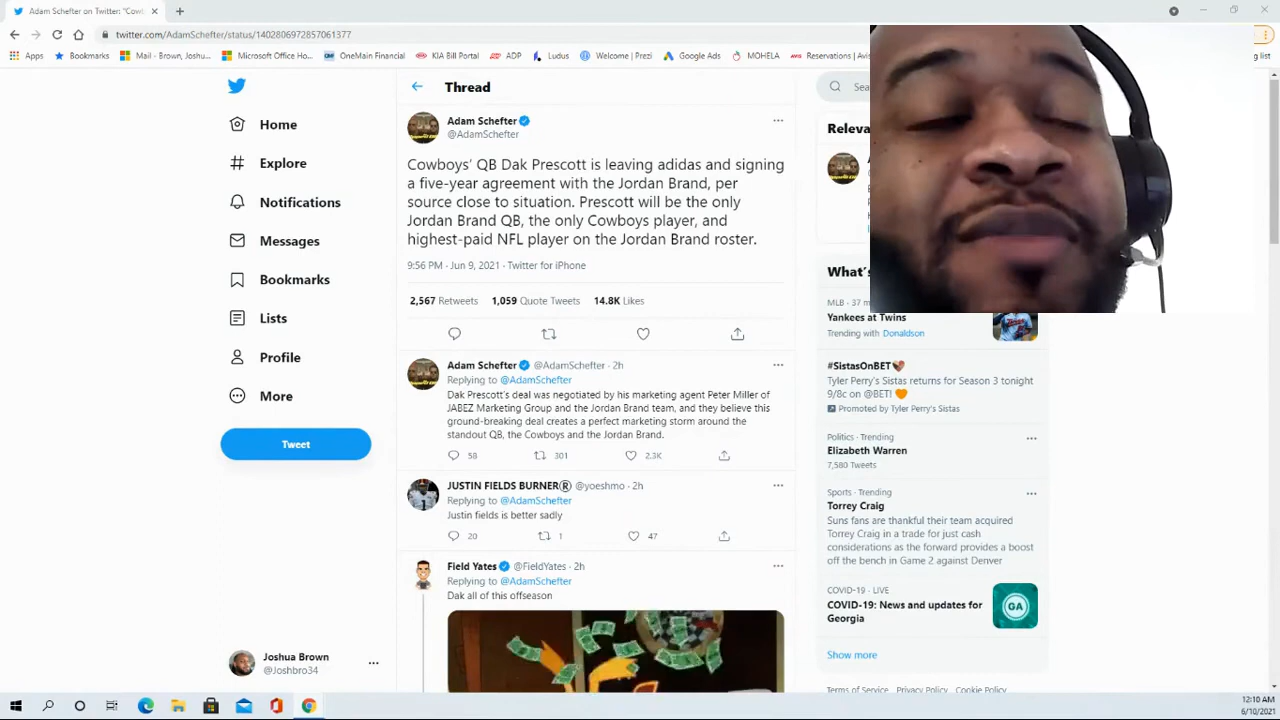 Adam Schefter on Twitter: "Cowb
twitter.com/AdamSchefter/status/1402806972857061377
Apps
Bookmarks
Mail - Brown, Joshu...
Microsoft Office Ho...
OneMain Financial
KIA Bill Portal
ADP
Ludus
Welcome | Prezi
Google Ads
MOHELA
Reservations | Avis
g list
Home
Explore
Notifications
Messages
Bookmarks
Lists
Profile
More
Tweet
Joshua Brown
@Joshbro34
Thread
Adam Schefter
@AdamSchefter
Cowboys' QB Dak Prescott is leaving adidas and signing
a five-year agreement with the Jordan Brand, per
source close to situation. Prescott will be the only
Jordan Brand QB, the only Cowboys player, and
highest-paid NFL player on the Jordan Brand roster.
9:56 PM · Jun 9, 2021 · Twitter for iPhone
2,567 Retweets 1,059 Quote Tweets 14.8K Likes
Adam Schefter @AdamSchefter · 2h
Replying to @AdamSchefter
Dak Prescott's deal was negotiated by his marketing agent Peter Miller of
JABEZ Marketing Group and the Jordan Brand team, and they believe this
ground-breaking deal creates a perfect marketing storm around the
standout QB, the Cowboys and the Jordan Brand.
58 301 2.3K
JUSTIN FIELDS BURNER® @yoeshmo · 2h
Replying to @AdamSchefter
Justin fields is better sadly
20 1 47
Field Yates @FieldYates · 2h
Replying to @AdamSchefter
Dak all of this offseason
Sea
Releva
What's
MLB · 37 m
Yankees at Twins
Trending with Donaldson
#SistasOnBET
Tyler Perry's Sistas returns for Season 3 tonight
9/8c on @BET!
Promoted by Tyler Perry's Sistas
Politics · Trending
Elizabeth Warren
7,580 Tweets
Sports · Trending
Torrey Craig
Suns fans are thankful their team acquired
Torrey Craig in a trade for just cash
considerations as the forward provides a boost
off the bench in Game 2 against Denver
COVID-19 · LIVE
COVID-19: News and updates for
Georgia
GA
Show more
Terms of Service Privacy Policy Cookie Policy
12:10 AM
6/10/2021